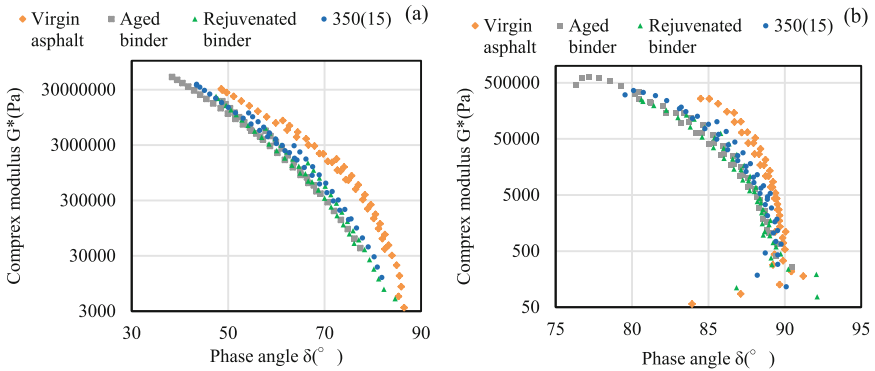 (a)
Virgin asphalt
Aged binder
Rejuvenated binder
350(15)
Comprex modulus G*(Pa)
30000000
3000000
300000
30000
3000
30 50 70 90
Phase angle δ(° )
(b)
Virgin asphalt
Aged binder
Rejuvenated binder
350(15)
Comprex modulus G*(Pa)
500000
50000
5000
500
50
75 80 85 90 95
Phase angle δ(° )